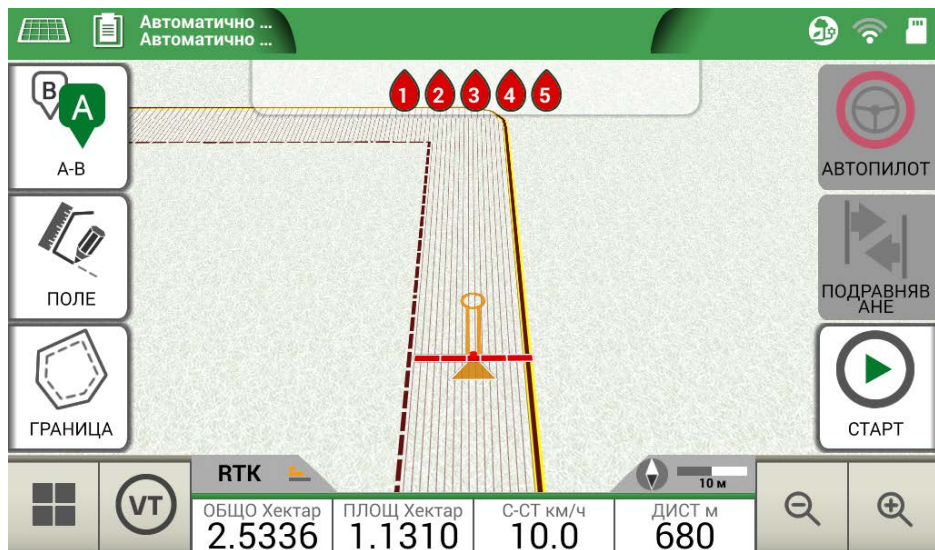 Автоматично ...
Автоматично ...
1 2 3 4 5
B
A
A-B
ПОЛЕ
ГРАНИЦА
АВТОПИЛОТ
ПОДРАВНЯВ
АНЕ
СТАРТ
RTK
10 м
VT
ОБЩО Хектар
2.5336
ПЛОЩ Хектар
1.1310
С-СТ км/ч
10.0
ДИСТ м
680